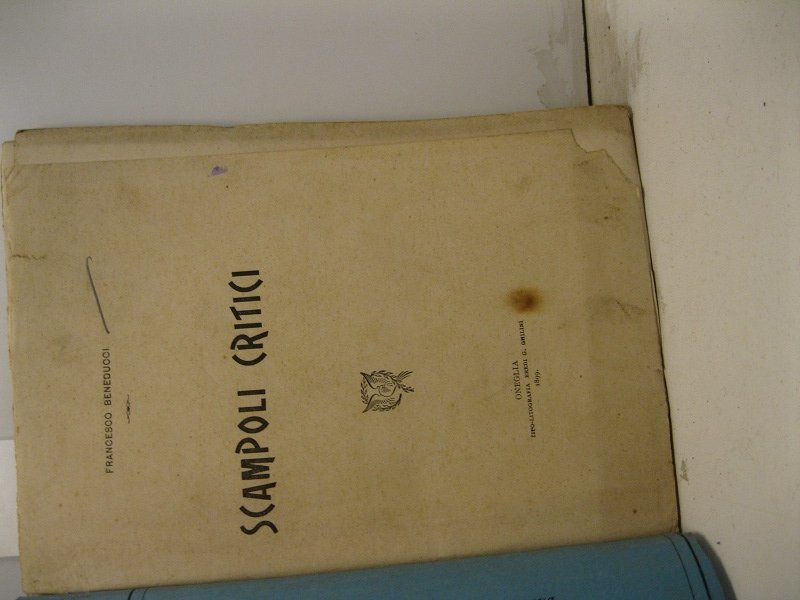 FRANCESCO BENEDUCCI
SCAMPOLI CRITICI
ONEGLIA
TIPO-LITOGRAFIA EREDI G. GHILINI
1899.